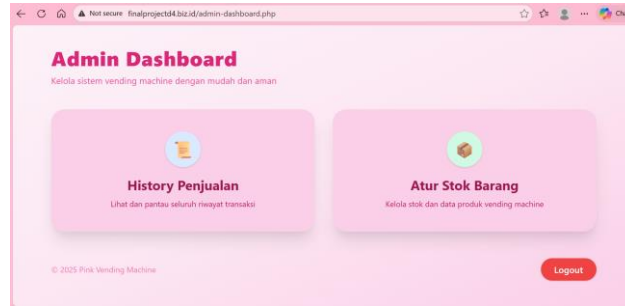 Not secure finalprojectd4.biz.id/admin-dashboard.php
Admin Dashboard
Kelola sistem vending machine dengan mudah dan aman
History Penjualan
Lihat dan pantau seluruh riwayat transaksi
Atur Stok Barang
Kelola stok dan data produk vending machine
© 2025 Pink Vending Machine
Logout